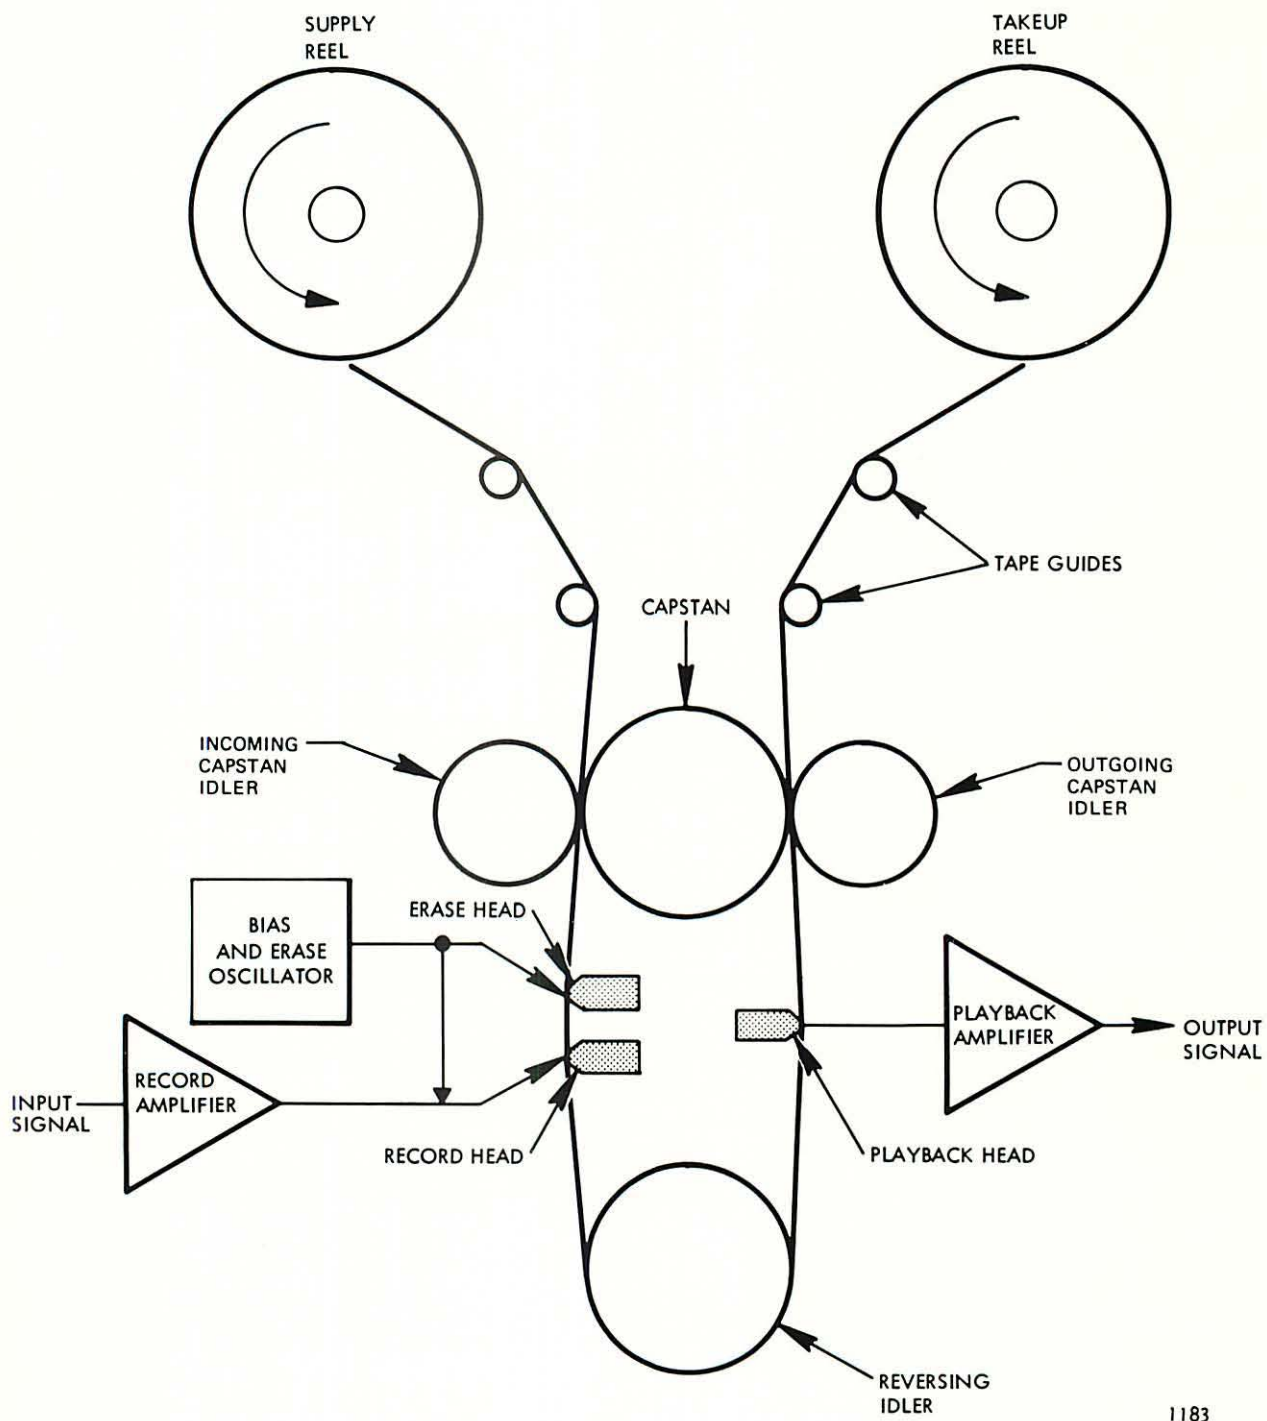 SUPPLY
REEL
TAKEUP
REEL
TAPE GUIDES
CAPSTAN
INCOMING
CAPSTAN
IDLER
OUTGOING
CAPSTAN
IDLER
ERASE HEAD
BIAS
AND ERASE
OSCILLATOR
PLAYBACK
AMPLIFIER
OUTPUT
SIGNAL
RECORD
AMPLIFIER
INPUT
SIGNAL
RECORD HEAD
PLAYBACK HEAD
REVERSING
IDLER
1183